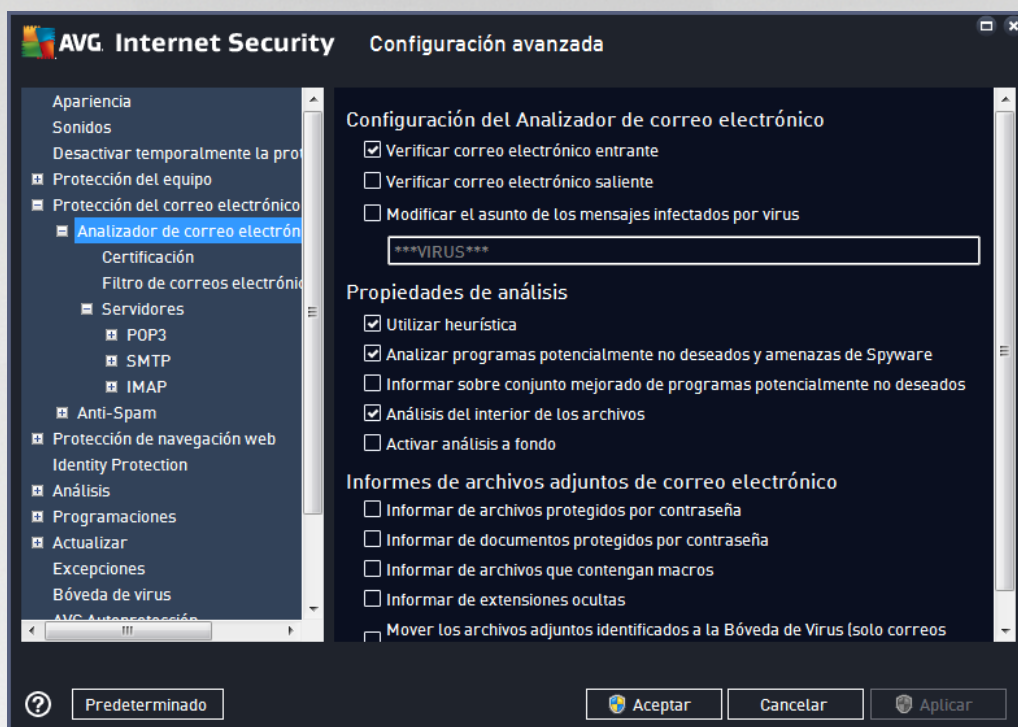 AVG. Internet Security Configuración avanzada
Apariencia
Sonidos
Desactivar temporalmente la prot
Protección del equipo
Protección del correo electrónico
Analizador de correo electrón
Certificación
Filtro de correos electrónic
Servidores
POP3
SMTP
IMAP
Anti-Spam
Protección de navegación web
Identity Protection
Análisis
Programaciones
Actualizar
Excepciones
Bóveda de virus
AVG Autoprotección
Configuración del Analizador de correo electrónico
Verificar correo electrónico entrante
Verificar correo electrónico saliente
Modificar el asunto de los mensajes infectados por virus
***VIRUS***
Propiedades de análisis
Utilizar heurística
Analizar programas potencialmente no deseados y amenazas de Spyware
Informar sobre conjunto mejorado de programas potencialmente no deseados
Análisis del interior de los archivos
Activar análisis a fondo
Informes de archivos adjuntos de correo electrónico
Informar de archivos protegidos por contraseña
Informar de documentos protegidos por contraseña
Informar de archivos que contengan macros
Informar de extensiones ocultas
Mover los archivos adjuntos identificados a la Bóveda de Virus (solo correos
Predeterminado
Aceptar
Cancelar
Aplicar